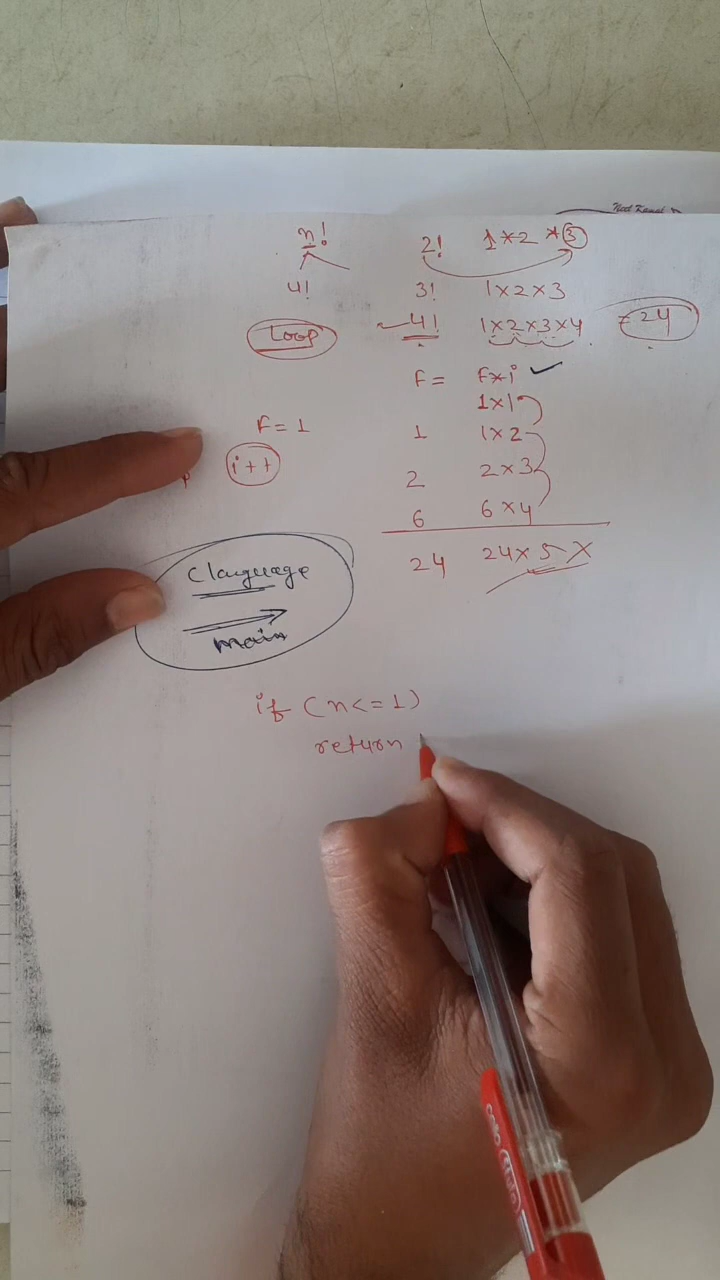 n! 2! 1*2*3
4! 3! 1×2×3
Loop 4! 1×2×3×4 = 24
F= F×i
1×1
F=1 1 1×2
i++ 2 2×3
6 6×4
24 24×5 X
Clanguage
main
if (n<=1)
return